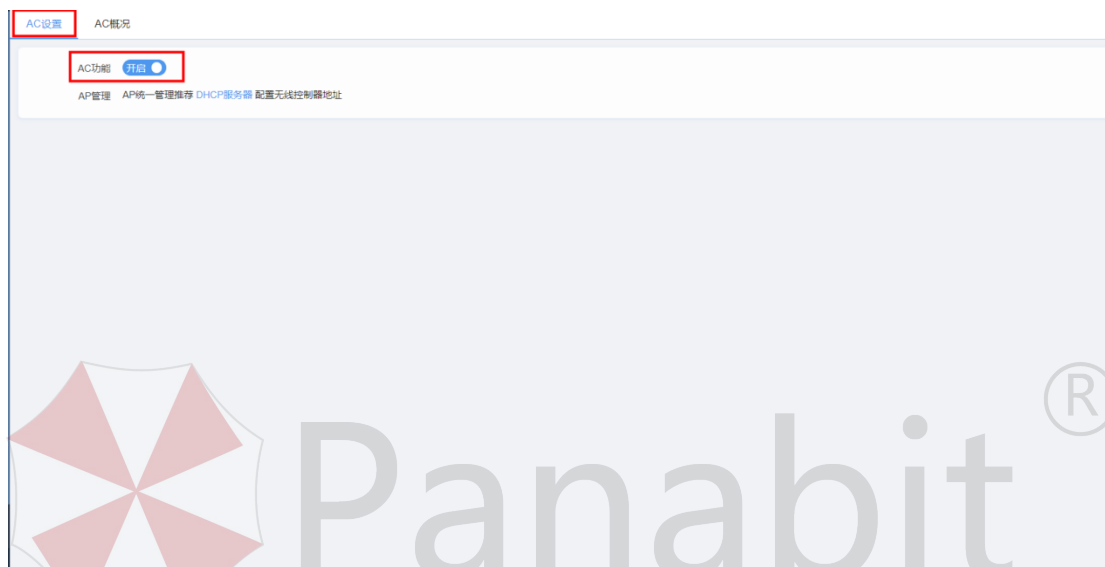 AC设置 AC概况
AC功能 开启
AP管理 AP统一管理推荐 DHCP服务器 配置无线控制器地址
Panabit ®